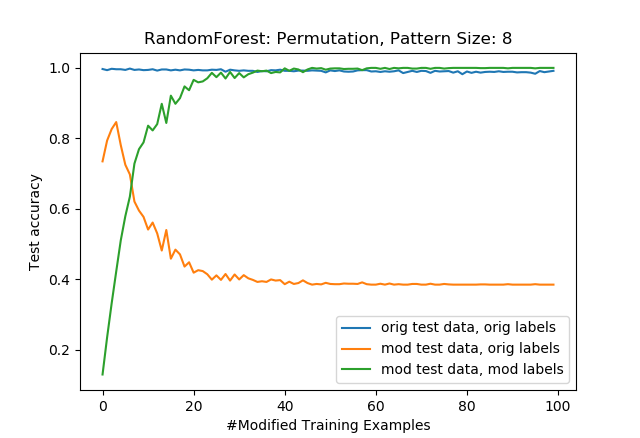 RandomForest: Permutation, Pattern Size: 8
1.0
0.8
0.6
0.4
0.2
Test accuracy
orig test data, orig labels
mod test data, orig labels
mod test data, mod labels
0 20 40 60 80 100
#Modified Training Examples